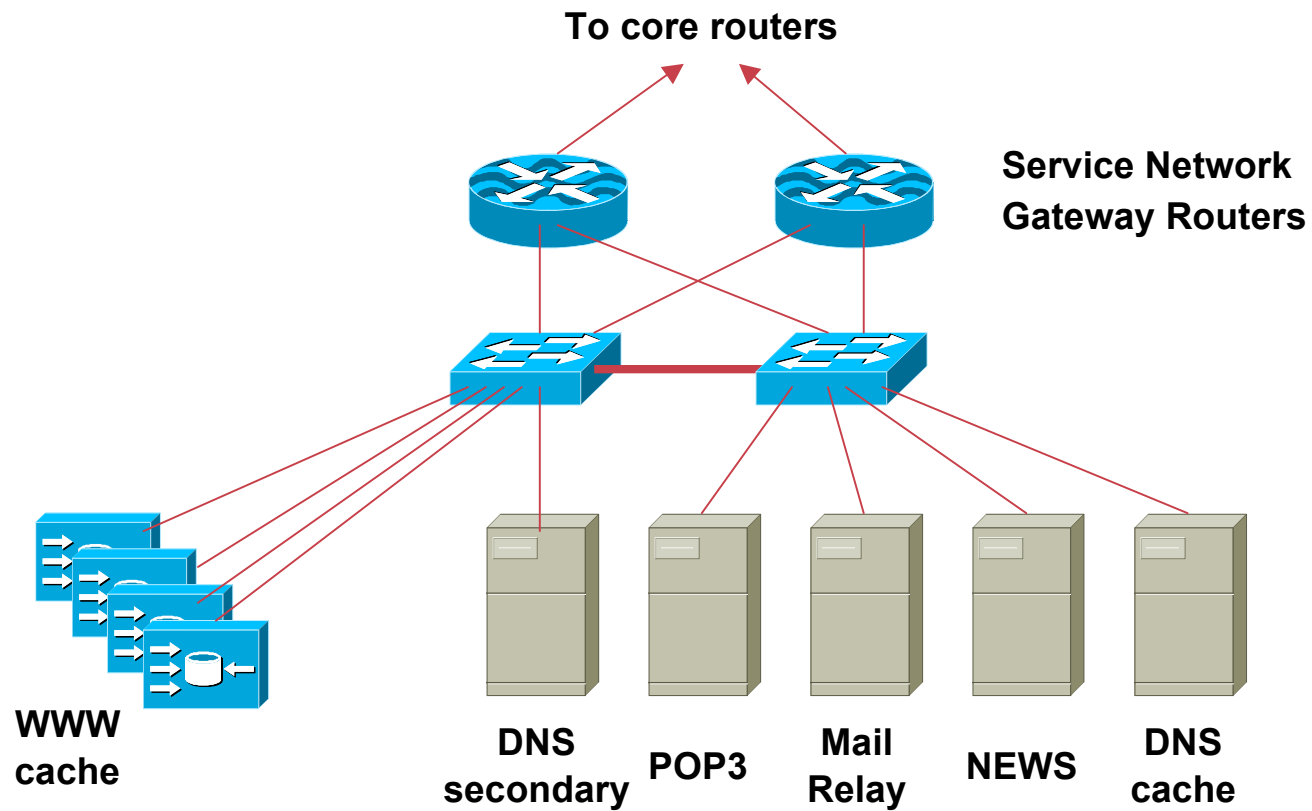 To core routers
Service Network
Gateway Routers
WWW
cache
DNS
secondary
POP3
Mail
Relay
NEWS
DNS
cache